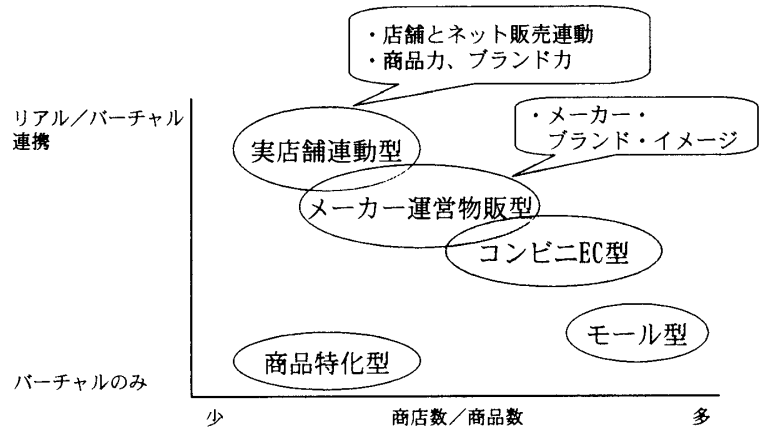 ・店舗とネット販売連動
・商品力、ブランド力
リアル／バーチャル
連携
・メーカー・
ブランド・イメージ
実店舗連動型
メーカー運営物販型
コンビニEC型
モール型
商品特化型
バーチャルのみ
少
商店数／商品数
多